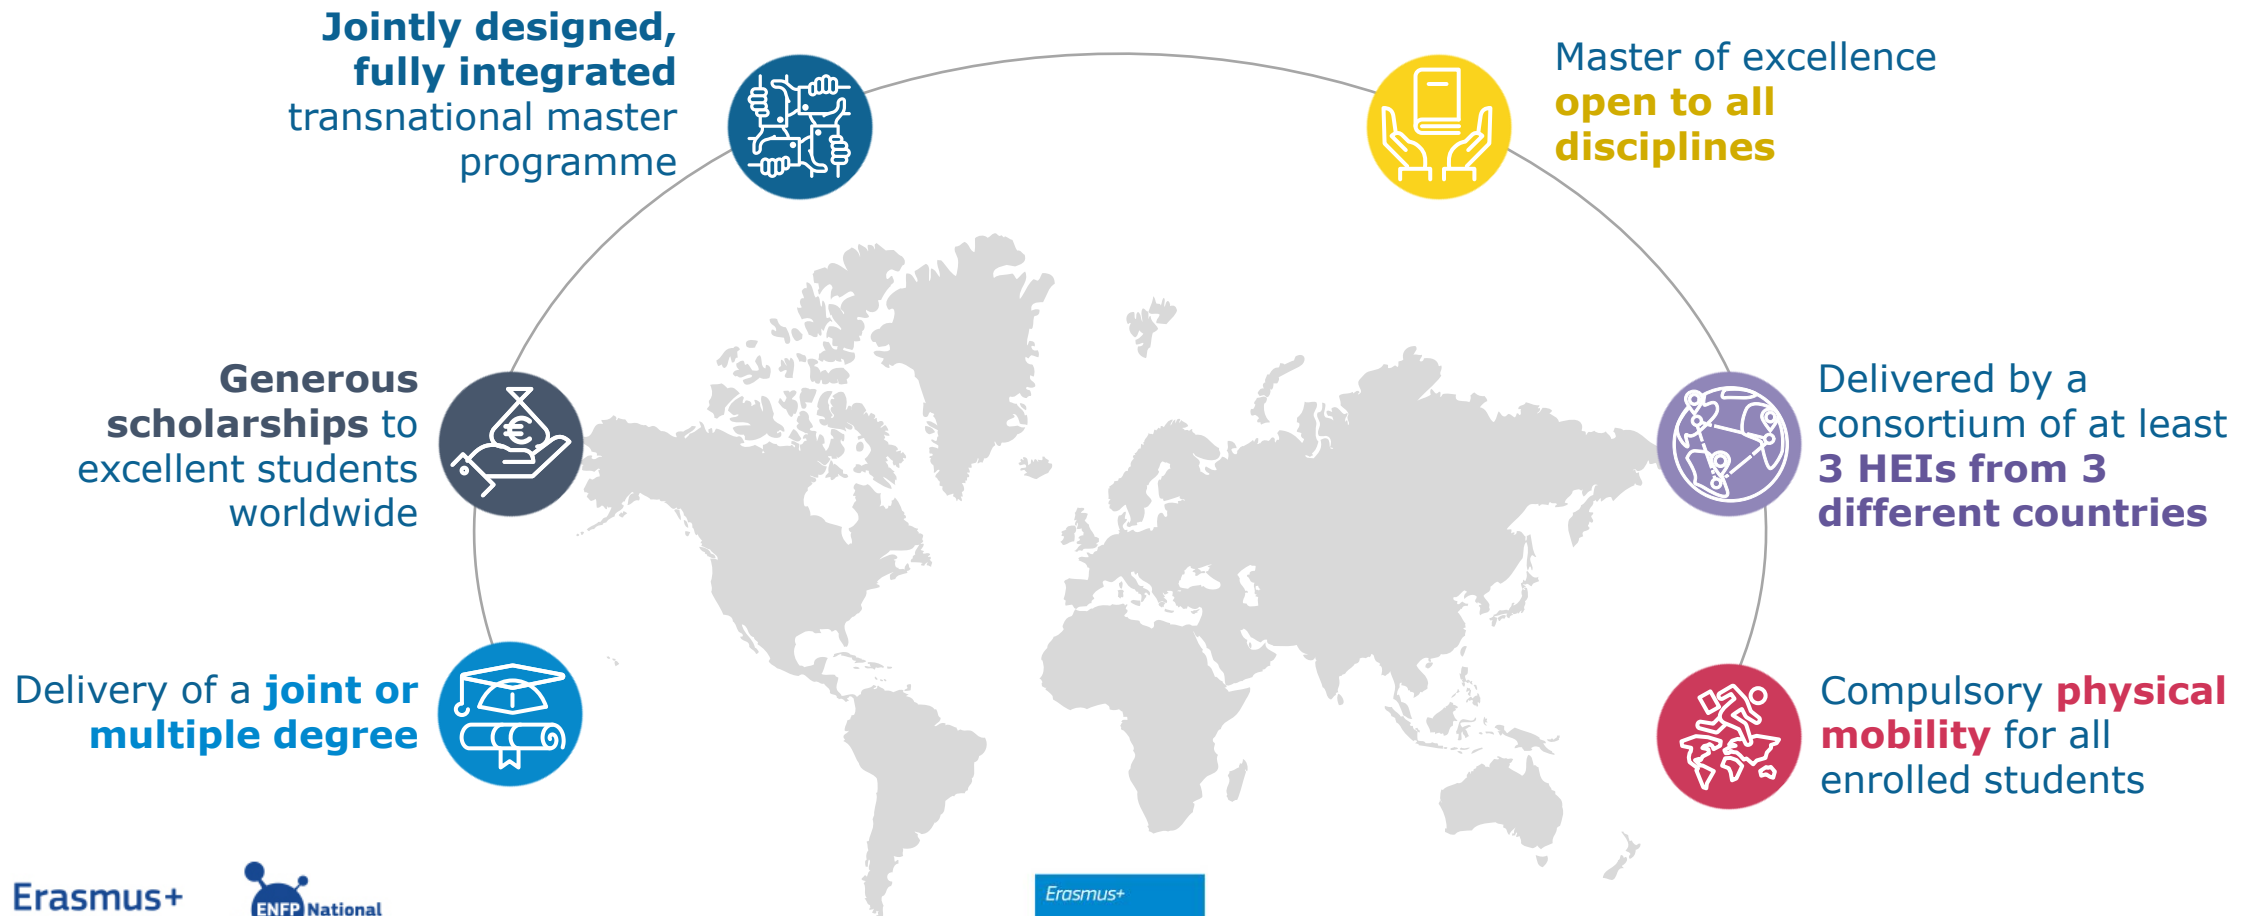 Jointly designed,
fully integrated
transnational master
programme
Master of excellence
open to all
disciplines
Generous
scholarships to
excellent students
worldwide
€
Delivered by a
consortium of at least
3 HEIs from 3
different countries
Delivery of a joint or
multiple degree
Compulsory physical
mobility for all
enrolled students
Erasmus+
ENFP National
Erasmus+